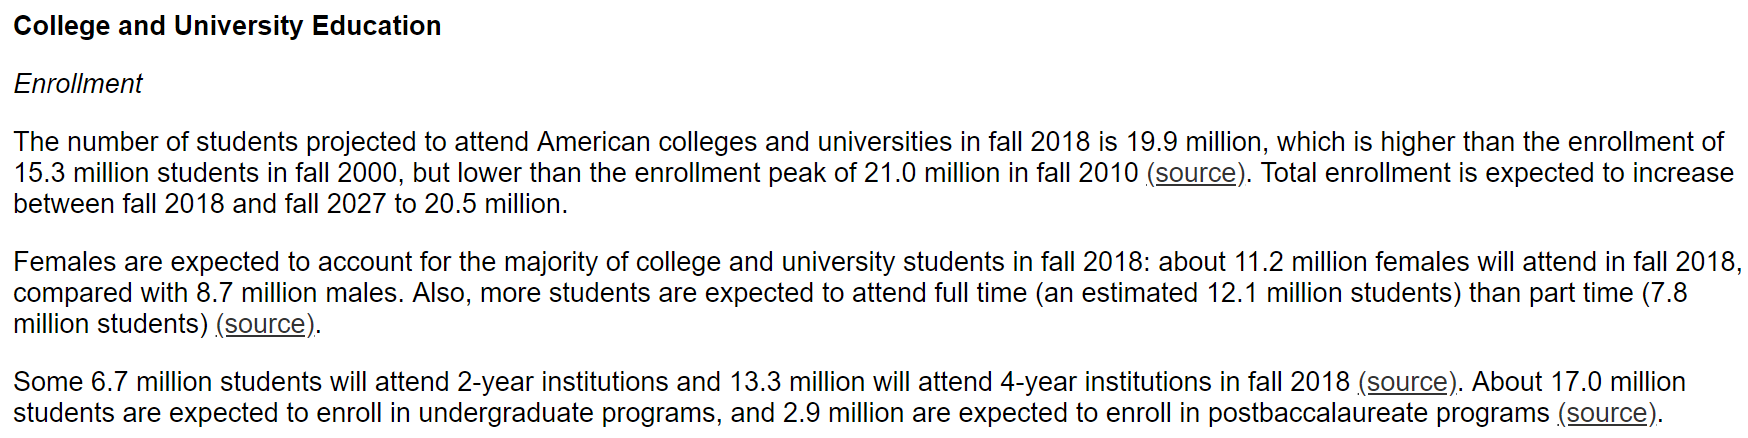 College and University Education
Enrollment
The number of students projected to attend American colleges and universities in fall 2018 is 19.9 million, which is higher than the enrollment of
15.3 million students in fall 2000, but lower than the enrollment peak of 21.0 million in fall 2010 (source). Total enrollment is expected to increase
between fall 2018 and fall 2027 to 20.5 million.
Females are expected to account for the majority of college and university students in fall 2018: about 11.2 million females will attend in fall 2018,
compared with 8.7 million males. Also, more students are expected to attend full time (an estimated 12.1 million students) than part time (7.8
million students) (source).
Some 6.7 million students will attend 2-year institutions and 13.3 million will attend 4-year institutions in fall 2018 (source). About 17.0 million
students are expected to enroll in undergraduate programs, and 2.9 million are expected to enroll in postbaccalaureate programs (source).